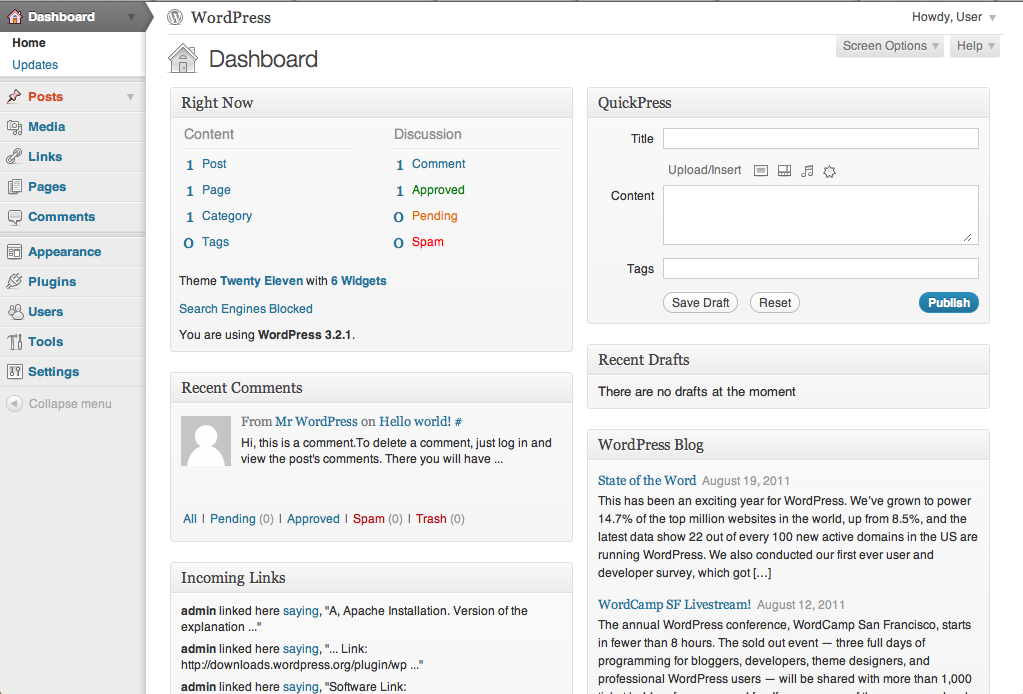 Dashboard
Home
Updates
Posts
Media
Links
Pages
Comments
Appearance
Plugins
Users
Tools
Settings
Collapse menu
WordPress
Howdy, User
Screen Options
Help
Dashboard
Right Now
Content
Discussion
1 Post
1 Comment
1 Page
1 Approved
1 Category
0 Pending
0 Tags
0 Spam
Theme Twenty Eleven with 6 Widgets
Search Engines Blocked
You are using WordPress 3.2.1.
Recent Comments
From Mr WordPress on Hello world! #
Hi, this is a comment.To delete a comment, just log in and
view the post's comments. There you will have ...
All | Pending (0) | Approved | Spam (0) | Trash (0)
Incoming Links
admin linked here saying, "A, Apache Installation. Version of the
explanation ..."
admin linked here saying, "... Link:
http://downloads.wordpress.org/plugin/wp ..."
admin linked here saying, "Software Link:
QuickPress
Title
Upload/Insert
Content
Tags
Save Draft
Reset
Publish
Recent Drafts
There are no drafts at the moment
WordPress Blog
State of the Word August 19, 2011
This has been an exciting year for WordPress. We've grown to power
14.7% of the top million websites in the world, up from 8.5%, and the
latest data show 22 out of every 100 new active domains in the US are
running WordPress. We also conducted our first ever user and
developer survey, which got [...]
WordCamp SF Livestream! August 12, 2011
The annual WordPress conference, WordCamp San Francisco, starts
in fewer than 8 hours. The sold out event — three full days of
programming for bloggers, developers, theme designers, and
professional WordPress users — will be shared with more than 1,000